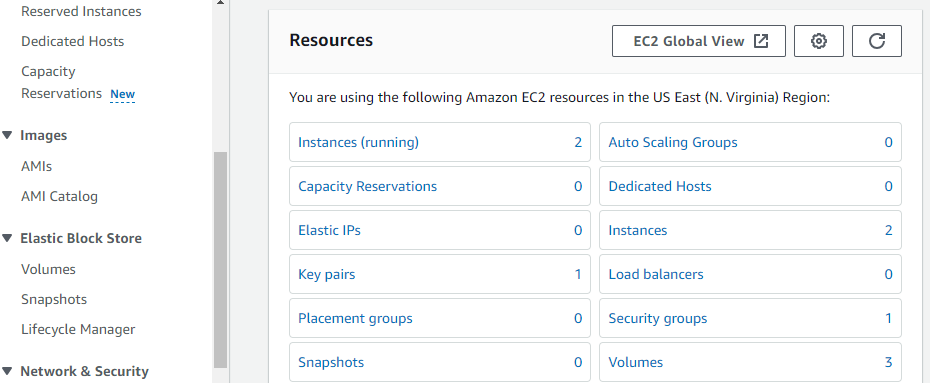 Reserved Instances
Dedicated Hosts
Capacity
Reservations New
Images
AMIs
AMI Catalog
Elastic Block Store
Volumes
Snapshots
Lifecycle Manager
Network & Security
Resources
EC2 Global View
You are using the following Amazon EC2 resources in the US East (N. Virginia) Region:
Instances (running) 2
Auto Scaling Groups 0
Capacity Reservations 0
Dedicated Hosts 0
Elastic IPs 0
Instances 2
Key pairs 1
Load balancers 0
Placement groups 0
Security groups 1
Snapshots 0
Volumes 3